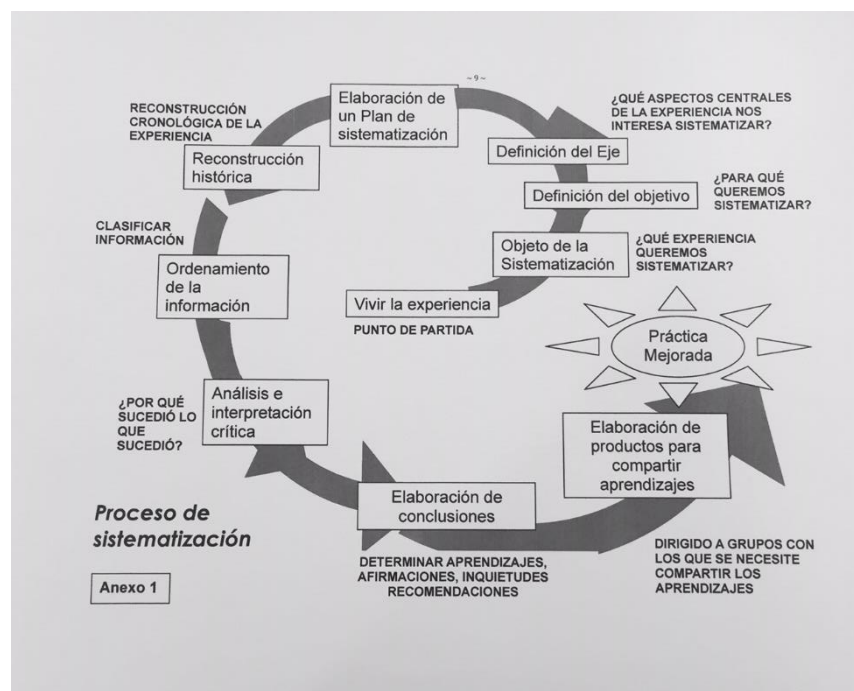 ~ 9 ~
Elaboración de
un Plan de
sistematización
RECONSTRUCCIÓN
CRONOLÓGICA DE LA
EXPERIENCIA
Reconstrucción
histórica
¿QUÉ ASPECTOS CENTRALES
DE LA EXPERIENCIA NOS
INTERESA SISTEMATIZAR?
Definición del Eje
Definición del objetivo
¿PARA QUÉ
QUEREMOS
SISTEMATIZAR?
CLASIFICAR
INFORMACIÓN
Ordenamiento
de la
información
Objeto de la
Sistematización
¿QUÉ EXPERIENCIA
QUEREMOS
SISTEMATIZAR?
Vivir la experiencia
PUNTO DE PARTIDA
Práctica
Mejorada
¿POR QUÉ
SUCEDIÓ LO
QUE
SUCEDIÓ?
Análisis e
interpretación
crítica
Elaboración de
productos para
compartir
aprendizajes
Elaboración de
conclusiones
Proceso de
sistematización
DETERMINAR APRENDIZAJES,
AFIRMACIONES, INQUIETUDES
RECOMENDACIONES
DIRIGIDO A GRUPOS CON
LOS QUE SE NECESITE
COMPARTIR LOS
APRENDIZAJES
Anexo 1